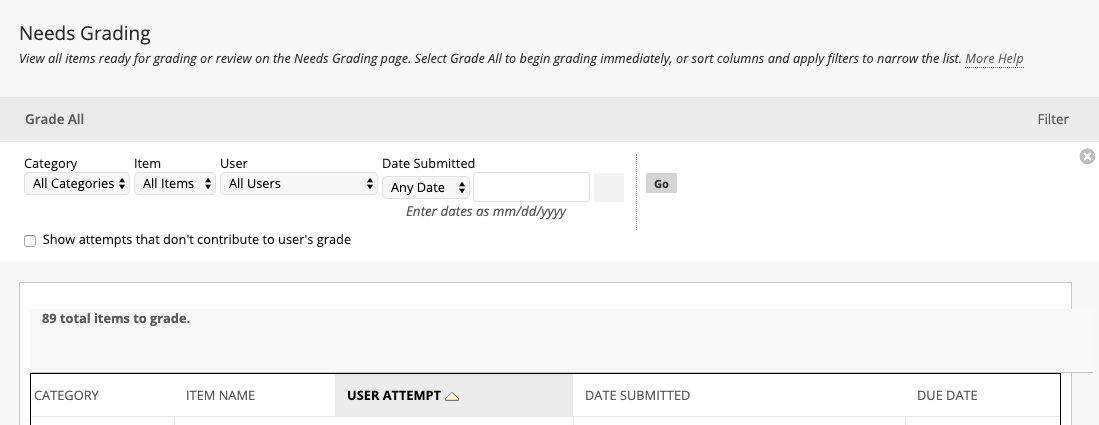 Needs Grading
View all items ready for grading or review on the Needs Grading page. Select Grade All to begin grading immediately, or sort columns and apply filters to narrow the list. More Help
Grade All Filter
Category Item User Date Submitted
All Categories All Items All Users Any Date Go
Enter dates as mm/dd/yyyy
Show attempts that don't contribute to user's grade
89 total items to grade.
CATEGORY ITEM NAME USER ATTEMPT DATE SUBMITTED DUE DATE